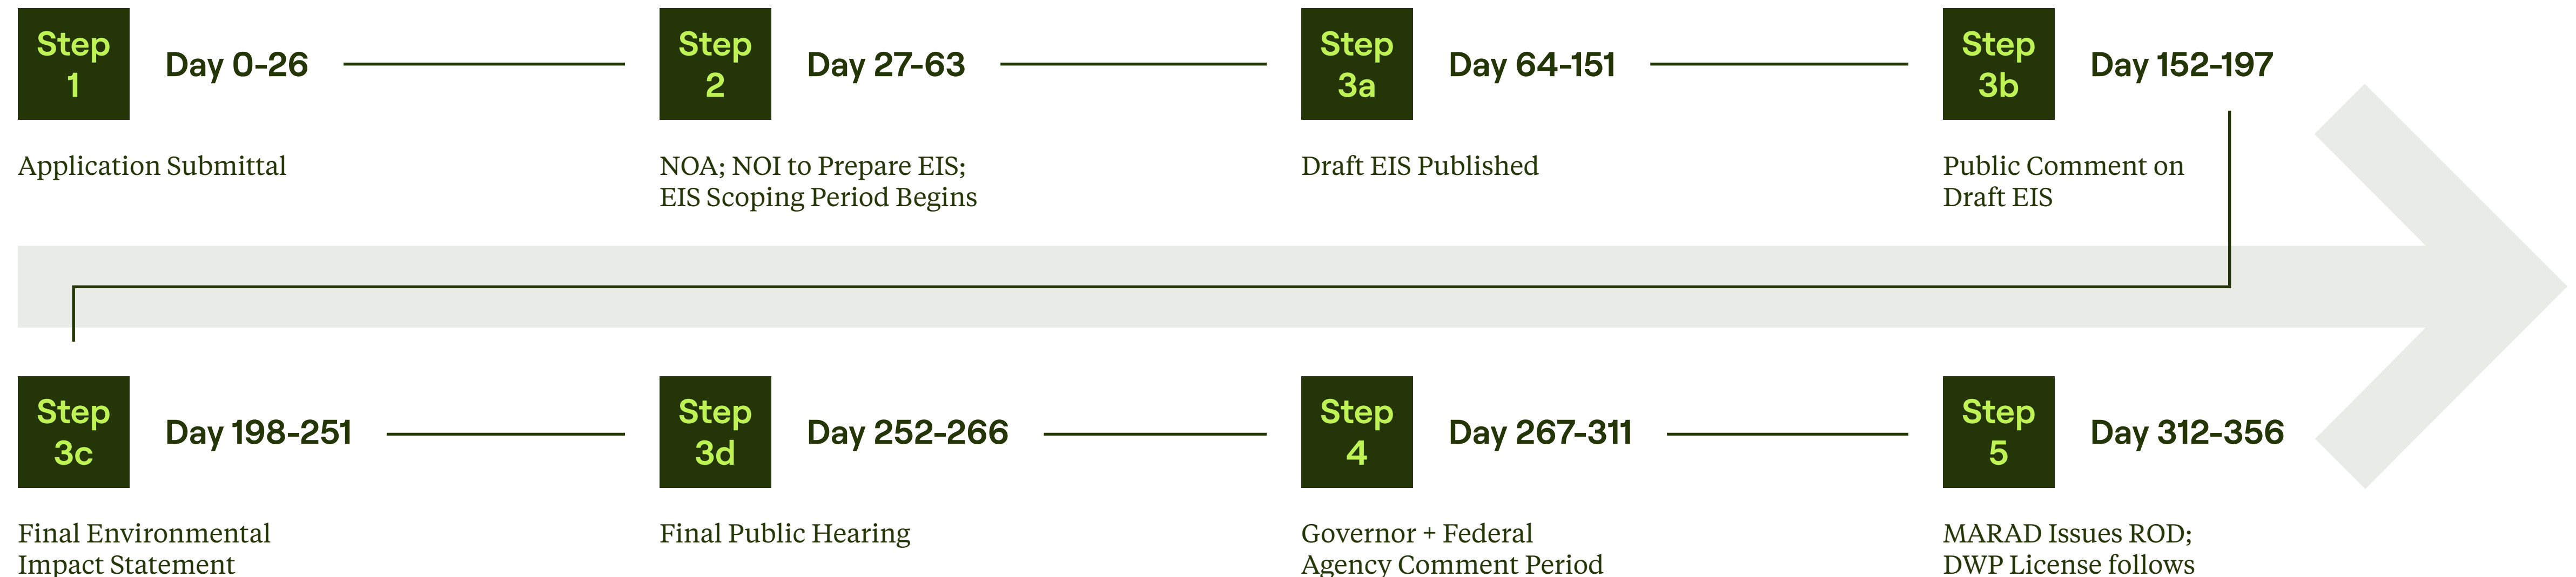 Step
1
Day 0-26
Application Submittal
Step
2
Day 27-63
NOA; NOI to Prepare EIS;
EIS Scoping Period Begins
Step
3a
Day 64-151
Draft EIS Published
Step
3b
Day 152-197
Public Comment on
Draft EIS
Step
3c
Day 198-251
Final Environmental
Impact Statement
Step
3d
Day 252-266
Final Public Hearing
Step
4
Day 267-311
Governor + Federal
Agency Comment Period
Step
5
Day 312-356
MARAD Issues ROD;
DWP License follows